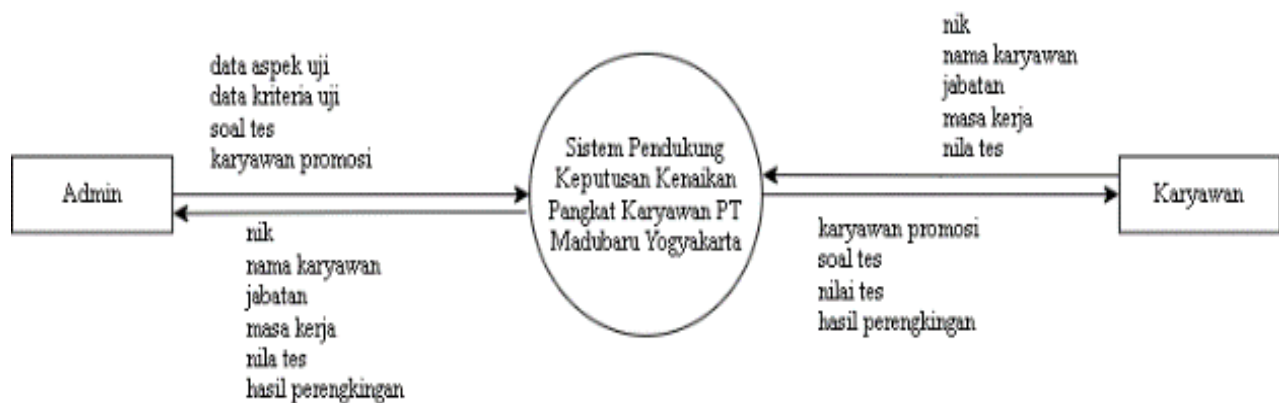 data aspek uji
data kriteria uji
soal tes
karyawan promosi
Admin
nik
nama karyawan
jabatan
masa kerja
nila tes
hasil perengkingan
Sistem Pendukung
Keputusan Kenaikan
Pangkat Karyawan PT
Madubaru Yogyakarta
nik
nama karyawan
jabatan
masa kerja
nila tes
Karyawan
karyawan promosi
soal tes
nilai tes
hasil perengkingan